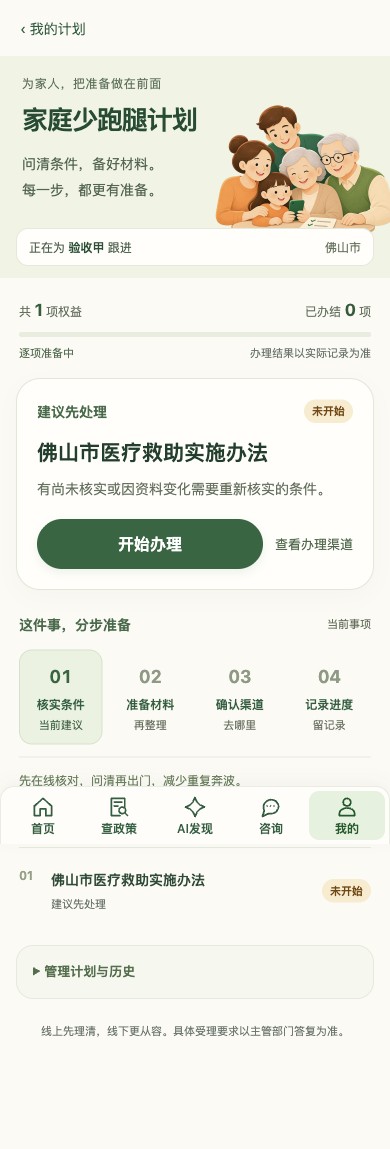 ‹ 我的计划
为家人，把准备做在前面
家庭少跑腿计划
问清条件，备好材料。
每一步，都更有准备。
正在为 验收甲 跟进
佛山市
共 1 项权益
已办结 0 项
逐项准备中
办理结果以实际记录为准
建议先处理
未开始
佛山市医疗救助实施办法
有尚未核实或因资料变化需要重新核实的条件。
开始办理
查看办理渠道
这件事，分步准备
当前事项
01
核实条件
当前建议
02
准备材料
再整理
03
确认渠道
去哪里
04
记录进度
留记录
先在线核对，问清再出门，减少重复奔波。
首页
查政策
AI发现
咨询
我的
01
佛山市医疗救助实施办法
建议先处理
未开始
管理计划与历史
线上先理清，线下更从容。具体受理要求以主管部门答复为准。